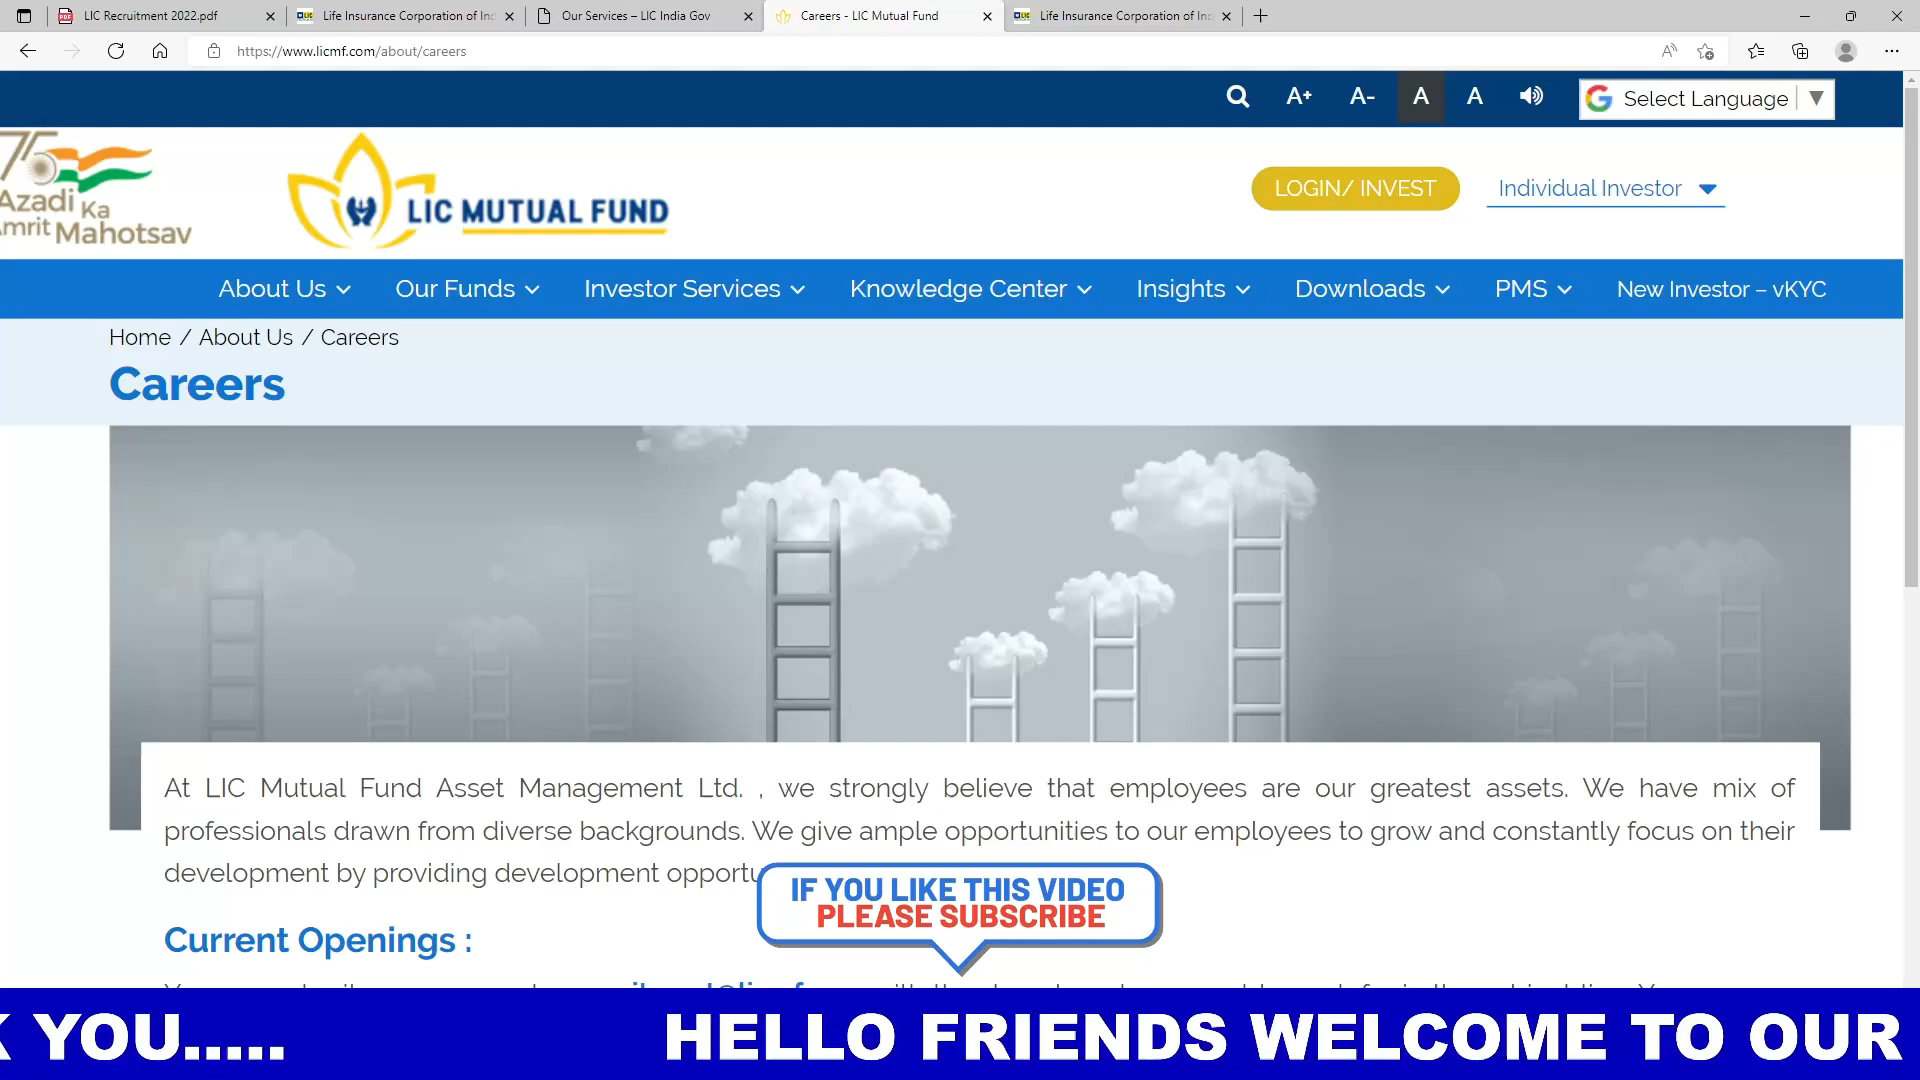 LIC Recruitment 2022.pdf
Life Insurance Corporation of Ind
Our Services – LIC India Gov
Careers - LIC Mutual Fund
Life Insurance Corporation of Ind
https://www.licmf.com/about/careers
A+ A- A A
Select Language
75
Azadi Ka
Amrit Mahotsav
LIC MUTUAL FUND
LOGIN/ INVEST
Individual Investor
About Us
Our Funds
Investor Services
Knowledge Center
Insights
Downloads
PMS
New Investor – vKYC
Home / About Us / Careers
Careers
At LIC Mutual Fund Asset Management Ltd. , we strongly believe that employees are our greatest assets. We have mix of
professionals drawn from diverse backgrounds. We give ample opportunities to our employees to grow and constantly focus on their
development by providing development
IF YOU LIKE THIS VIDEO
PLEASE SUBSCRIBE
Current Openings :
K YOU..... HELLO FRIENDS WELCOME TO OUR